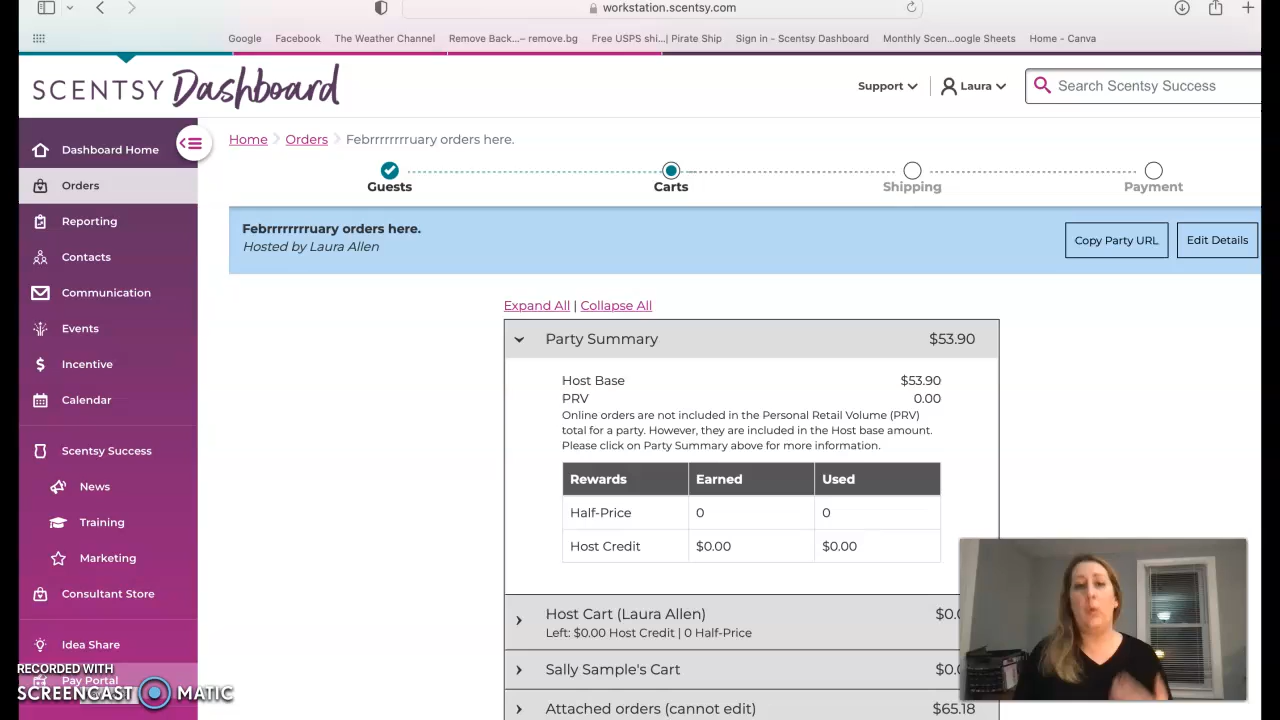 workstation.scentsy.com
Google Facebook The Weather Channel Remove Back...– remove.bg Free USPS shi...| Pirate Ship Sign in - Scentsy Dashboard Monthly Scen...oogle Sheets Home - Canva
SCENTSY Dashboard
Support Laura Search Scentsy Success
Home Orders Febrrrrrrruary orders here.
Guests Carts Shipping Payment
Febrrrrrrruary orders here.
Hosted by Laura Allen
Copy Party URL Edit Details
Dashboard Home
Orders
Reporting
Contacts
Communication
Events
Incentive
Calendar
Scentsy Success
News
Training
Marketing
Consultant Store
Idea Share
Pay Portal
Expand All | Collapse All
Party Summary $53.90
Host Base $53.90
PRV 0.00
Online orders are not included in the Personal Retail Volume (PRV)
total for a party. However, they are included in the Host base amount.
Please click on Party Summary above for more information.
Rewards Earned Used
Half-Price 0 0
Host Credit $0.00 $0.00
Host Cart (Laura Allen)
Left: $0.00 Host Credit | 0 Half-Price
Sally Sample's Cart
Attached orders (cannot edit) $65.18
RECORDED WITH
SCREENCAST MATIC